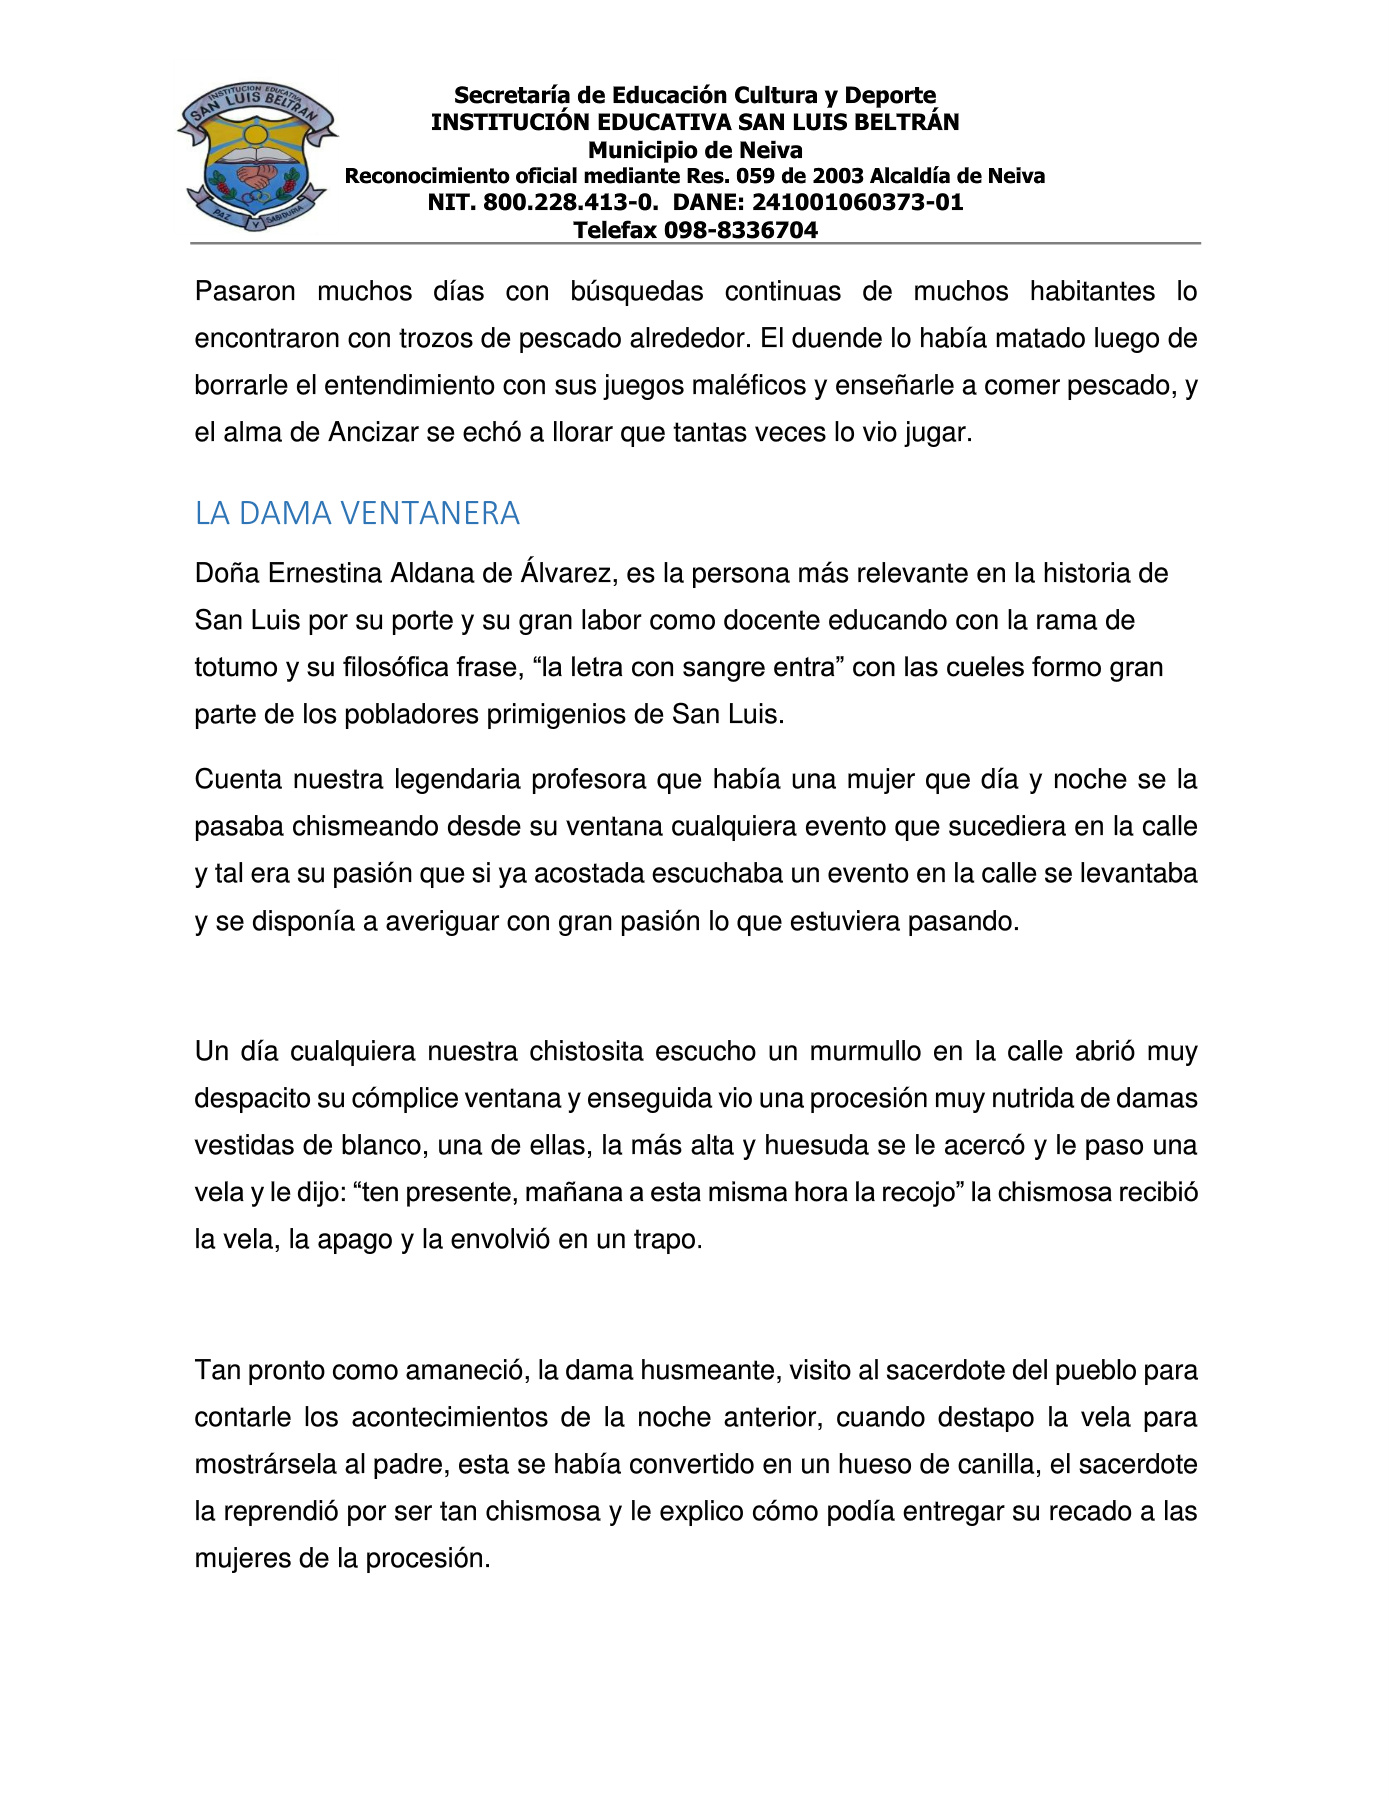 INSTITUCION EDUCATIVA
SAN LUIS BELTRAN
PAZ Y SABIDURIA
Secretaría de Educación Cultura y Deporte
INSTITUCIÓN EDUCATIVA SAN LUIS BELTRÁN
Municipio de Neiva
Reconocimiento oficial mediante Res. 059 de 2003 Alcaldía de Neiva
NIT. 800.228.413-0.  DANE: 241001060373-01
Telefax 098-8336704
Pasaron muchos días con búsquedas continuas de muchos habitantes lo
encontraron con trozos de pescado alrededor. El duende lo había matado luego de
borrarle el entendimiento con sus juegos maléficos y enseñarle a comer pescado, y
el alma de Ancizar se echó a llorar que tantas veces lo vio jugar.
LA DAMA VENTANERA
Doña Ernestina Aldana de Álvarez, es la persona más relevante en la historia de
San Luis por su porte y su gran labor como docente educando con la rama de
totumo y su filosófica frase, “la letra con sangre entra” con las cueles formo gran
parte de los pobladores primigenios de San Luis.
Cuenta nuestra legendaria profesora que había una mujer que día y noche se la
pasaba chismeando desde su ventana cualquiera evento que sucediera en la calle
y tal era su pasión que si ya acostada escuchaba un evento en la calle se levantaba
y se disponía a averiguar con gran pasión lo que estuviera pasando.
Un día cualquiera nuestra chistosita escucho un murmullo en la calle abrió muy
despacito su cómplice ventana y enseguida vio una procesión muy nutrida de damas
vestidas de blanco, una de ellas, la más alta y huesuda se le acercó y le paso una
vela y le dijo: “ten presente, mañana a esta misma hora la recojo” la chismosa recibió
la vela, la apago y la envolvió en un trapo.
Tan pronto como amaneció, la dama husmeante, visito al sacerdote del pueblo para
contarle los acontecimientos de la noche anterior, cuando destapo la vela para
mostrársela al padre, esta se había convertido en un hueso de canilla, el sacerdote
la reprendió por ser tan chismosa y le explico cómo podía entregar su recado a las
mujeres de la procesión.